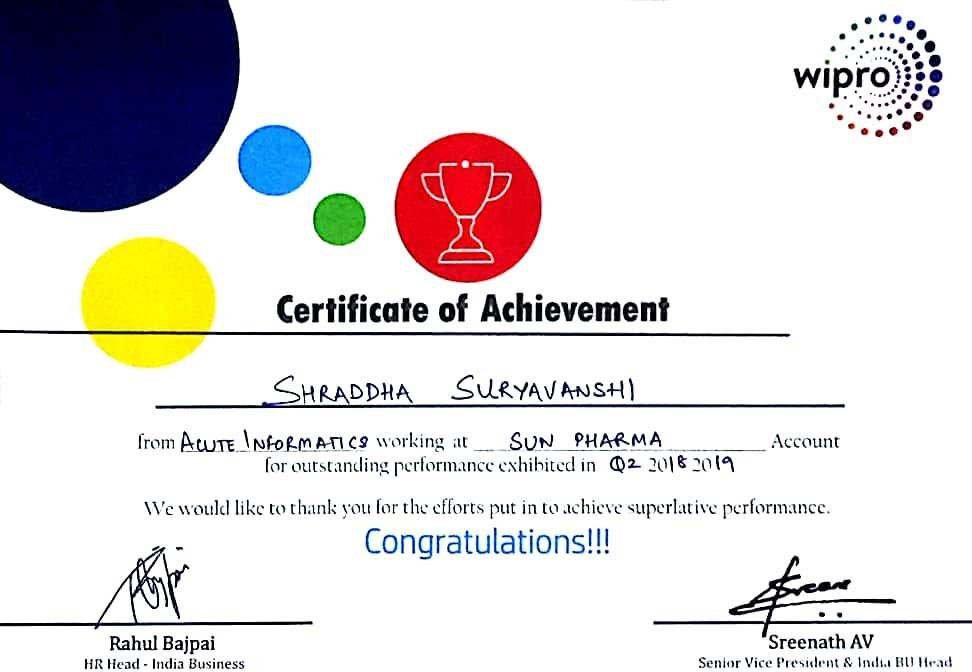 wipro
Certificate of Achievement
SHRADDHA SURYAVANSHI
from ACUTE INFORMATICS working at SUN PHARMA Account
for outstanding performance exhibited in Q2 2018 2019
We would like to thank you for the efforts put in to achieve superlative performance.
Congratulations!!!
Rahul Bajpai
HR Head - India Business
Sreenath AV
Senior Vice President & India BU Head